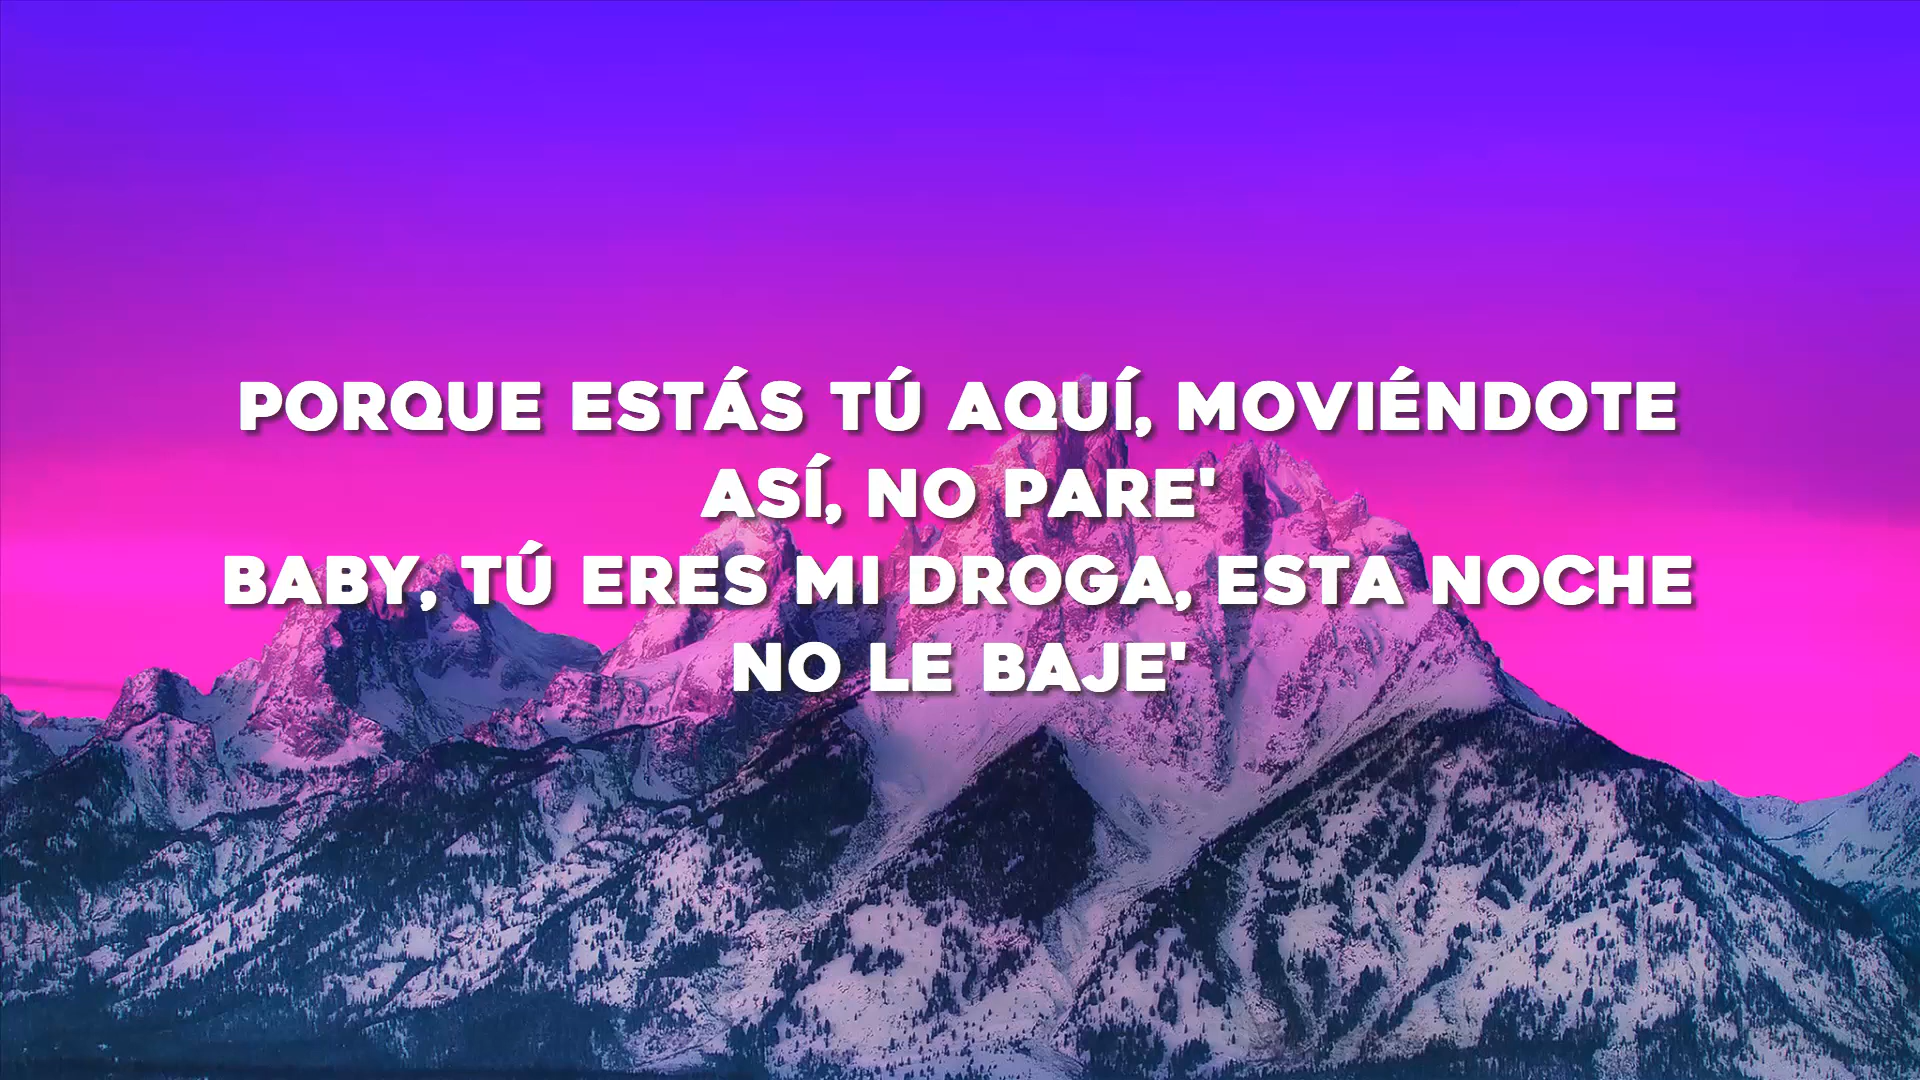 PORQUE ESTÁS TÚ AQUÍ, MOVIÉNDOTE
ASÍ, NO PARE'
BABY, TÚ ERES MI DROGA, ESTA NOCHE
NO LE BAJE'